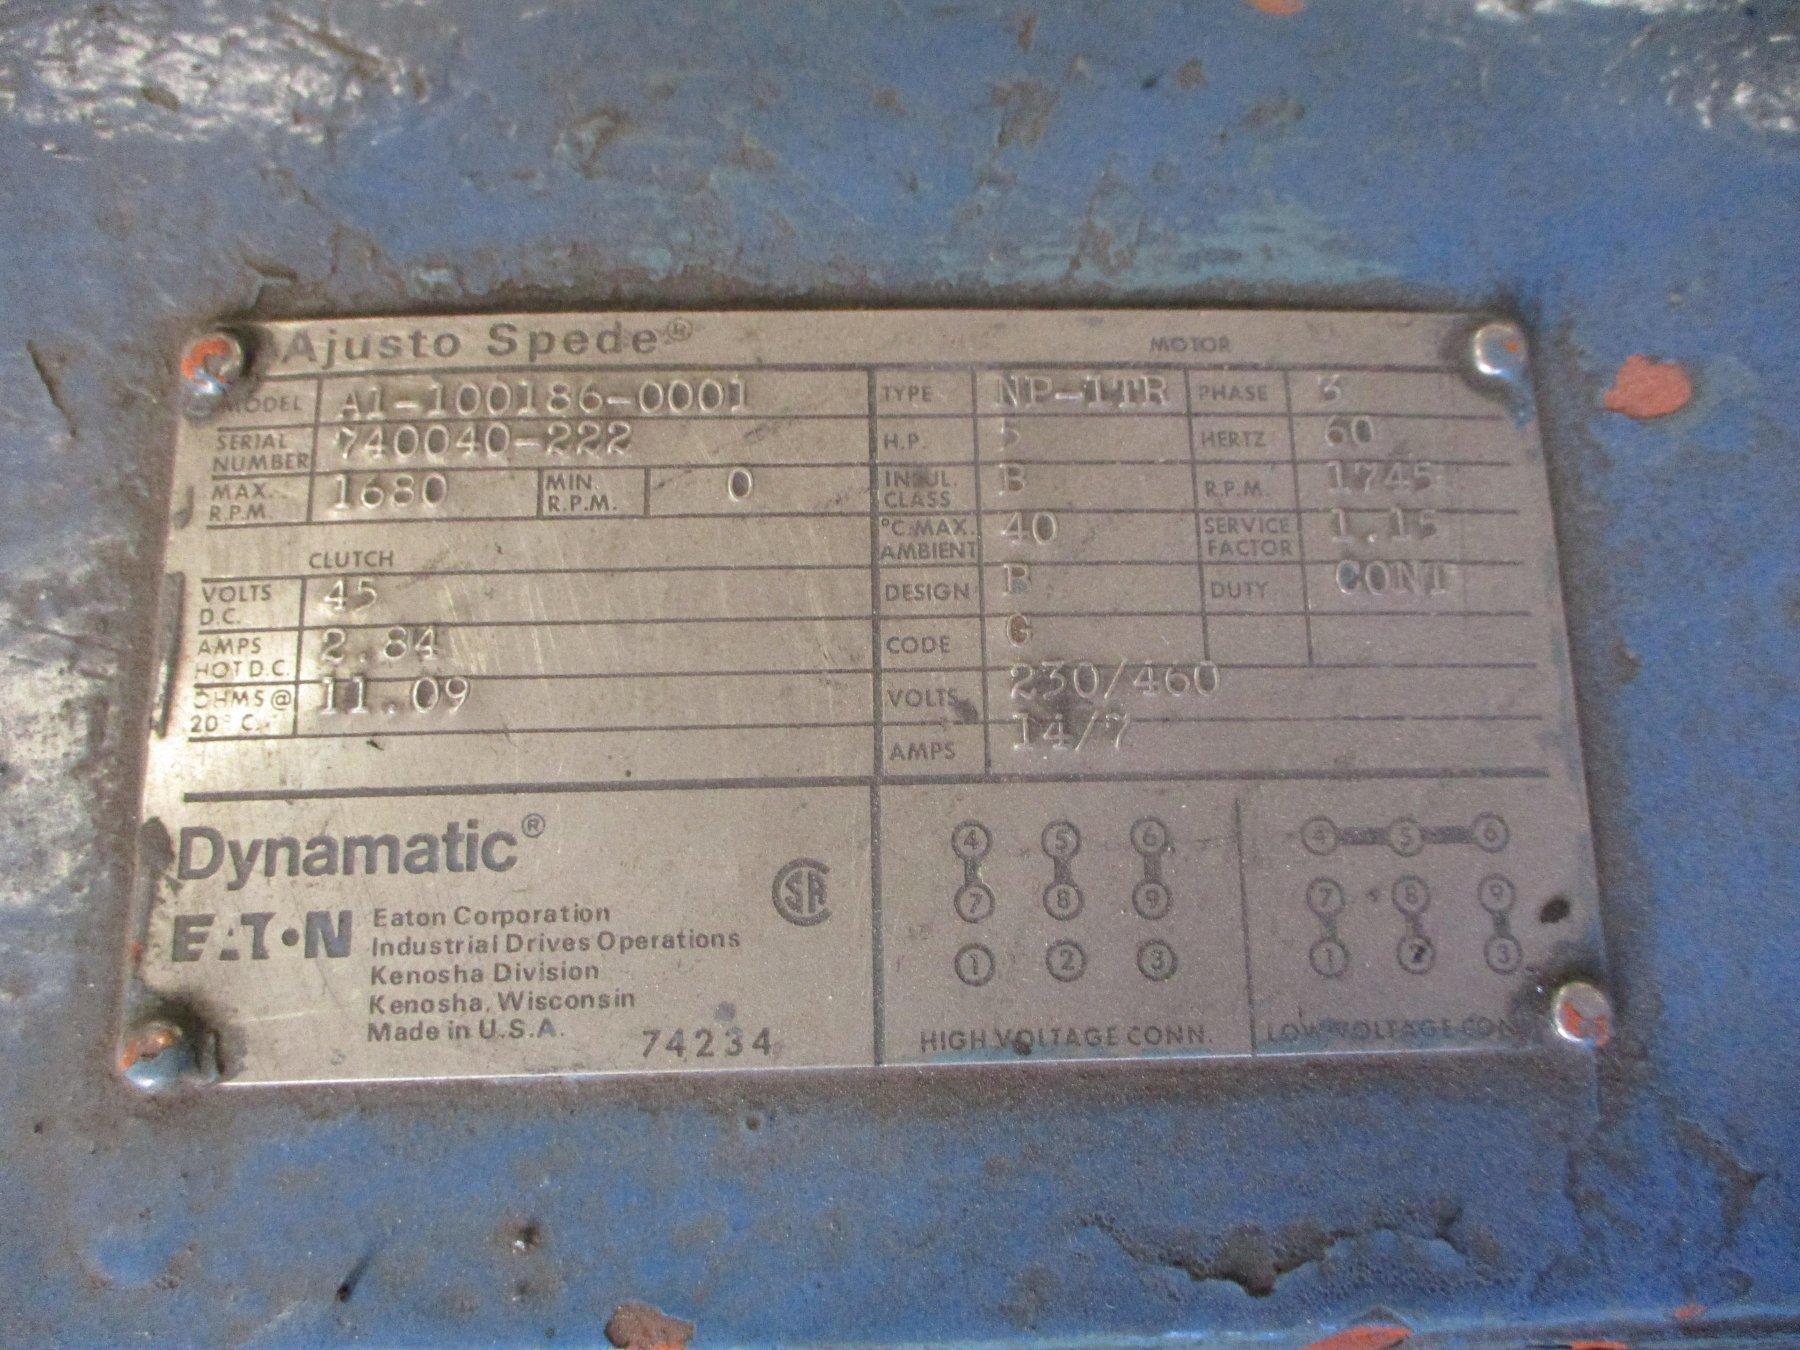 Ajusto Spede®
MOTOR
MODEL A1-100186-0001
SERIAL NUMBER 740040-222
MAX. R.P.M. 1680 MIN. R.P.M. 0
CLUTCH
VOLTS D.C. 45
AMPS HOT D.C. 2.84
OHMS @ 20° C. 11.09
TYPE NP-1TR PHASE 3
H.P. 5 HERTZ 60
INSUL. CLASS B R.P.M. 1745
°C. MAX. AMBIENT 40 SERVICE FACTOR 1.15
DESIGN B DUTY CONT
CODE G
VOLTS 230/460
AMPS 14/7
Dynamatic®
EATON
Eaton Corporation
Industrial Drives Operations
Kenosha Division
Kenosha, Wisconsin
Made in U.S.A.
74234
SA
4 5 6
7 8 9
1 2 3
HIGH VOLTAGE CONN.
4 5 6
7 8 9
1 2 3
LOW VOLTAGE CONN